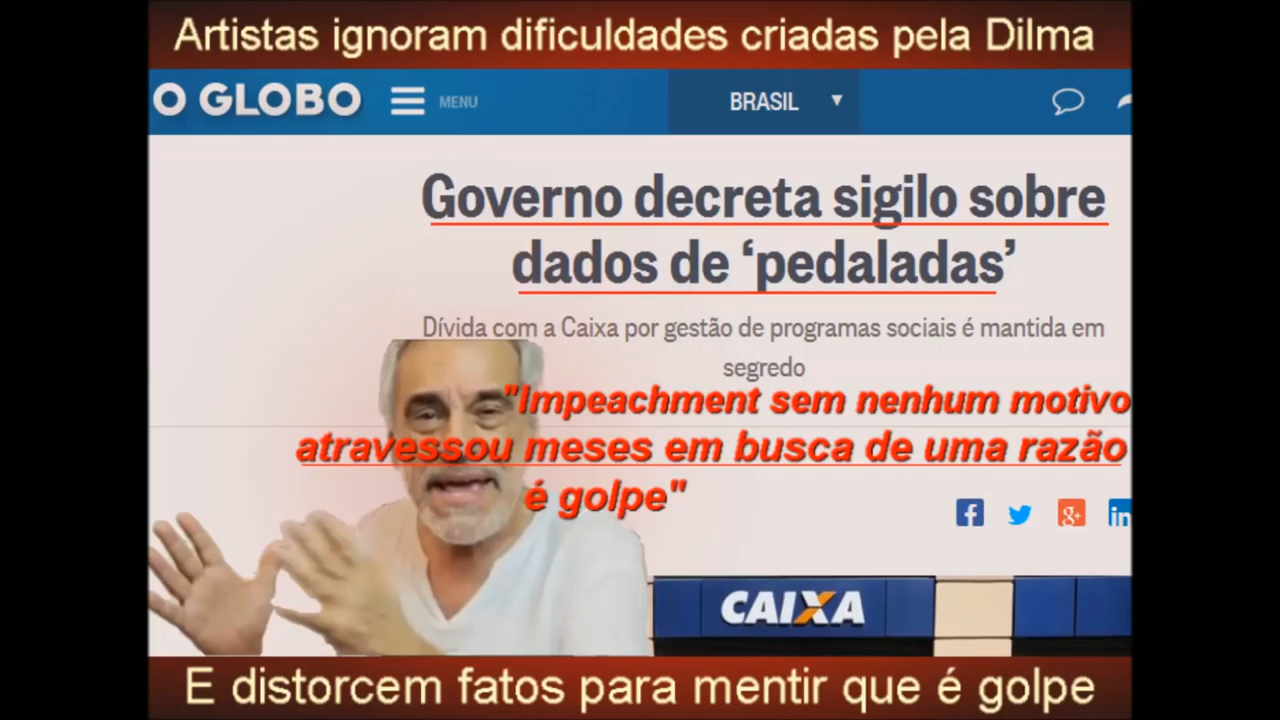 Artistas ignoram dificuldades criadas pela Dilma
O GLOBO MENU BRASIL
Governo decreta sigilo sobre
dados de ‘pedaladas’
Dívida com a Caixa por gestão de programas sociais é mantida em
segredo
"Impeachment sem nenhum motivo
atravessou meses em busca de uma razão
é golpe"
CAIXA
E distorcem fatos para mentir que é golpe